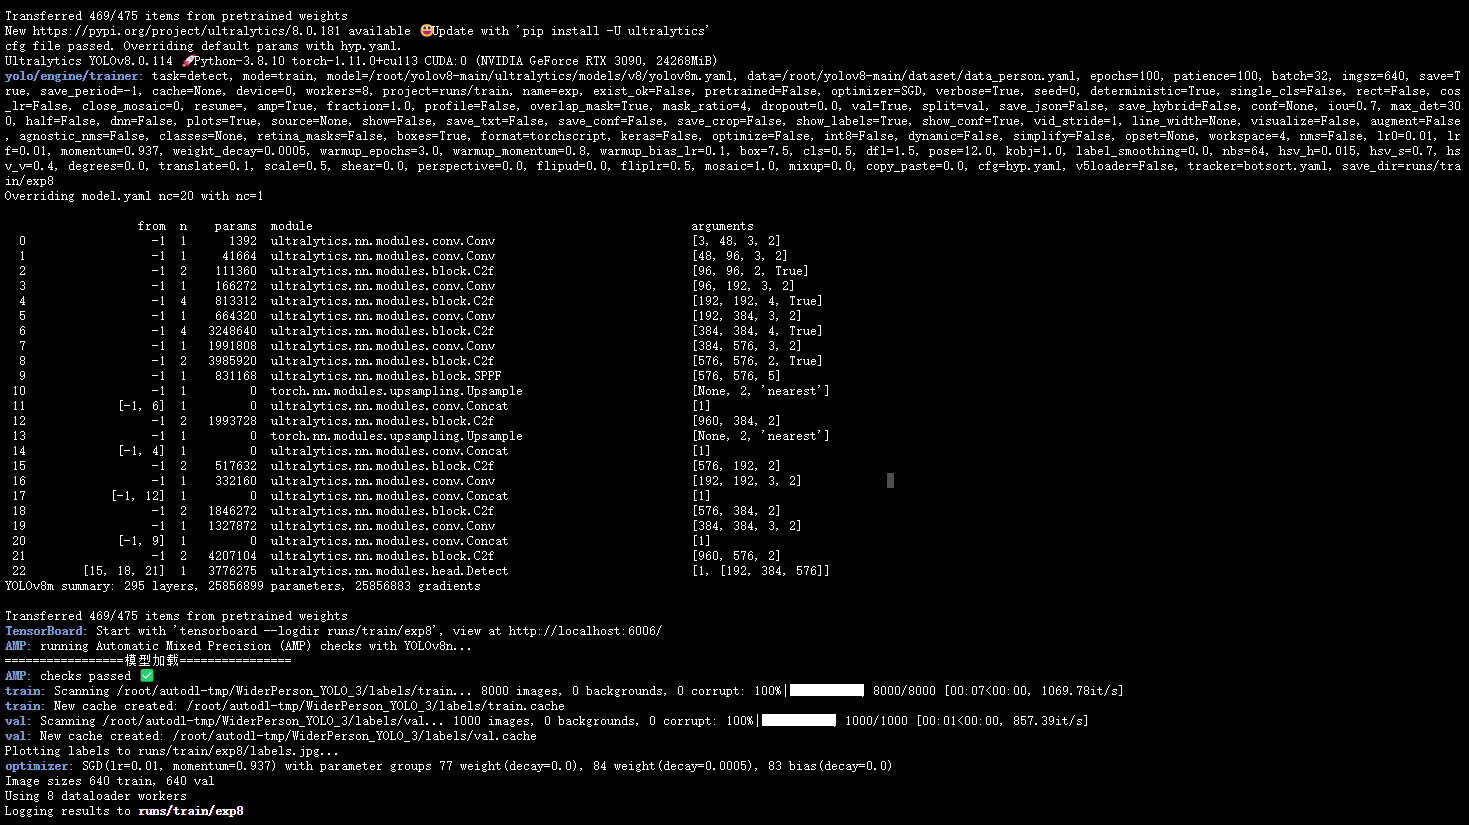 Transferred 469/475 items from pretrained weights
New https://pypi.org/project/ultralytics/8.0.181 available 😃Update with 'pip install -U ultralytics'
cfg file passed. Overriding default params with hyp.yaml.
Ultralytics YOLOv8.0.114 🚀Python-3.8.10 torch-1.11.0+cu113 CUDA:0 (NVIDIA GeForce RTX 3090, 24268MiB)
yolo/engine/trainer: task=detect, mode=train, model=/root/yolov8-main/ultralytics/models/v8/yolov8m.yaml, data=/root/yolov8-main/dataset/data_person.yaml, epochs=100, patience=100, batch=32, imgsz=640, save=T
rue, save_period=-1, cache=None, device=0, workers=8, project=runs/train, name=exp, exist_ok=False, pretrained=False, optimizer=SGD, verbose=True, seed=0, deterministic=True, single_cls=False, rect=False, cos
_lr=False, close_mosaic=0, resume=, amp=True, fraction=1.0, profile=False, overlap_mask=True, mask_ratio=4, dropout=0.0, val=True, split=val, save_json=False, save_hybrid=False, conf=None, iou=0.7, max_det=30
0, half=False, dnn=False, plots=True, source=None, show=False, save_txt=False, save_conf=False, save_crop=False, show_labels=True, show_conf=True, vid_stride=1, line_width=None, visualize=False, augment=False
, agnostic_nms=False, classes=None, retina_masks=False, boxes=True, format=torchscript, keras=False, optimize=False, int8=False, dynamic=False, simplify=False, opset=None, workspace=4, nms=False, lr0=0.01, lr
f=0.01, momentum=0.937, weight_decay=0.0005, warmup_epochs=3.0, warmup_momentum=0.8, warmup_bias_lr=0.1, box=7.5, cls=0.5, dfl=1.5, pose=12.0, kobj=1.0, label_smoothing=0.0, nbs=64, hsv_h=0.015, hsv_s=0.7, hs
v_v=0.4, degrees=0.0, translate=0.1, scale=0.5, shear=0.0, perspective=0.0, flipud=0.0, fliplr=0.5, mosaic=1.0, mixup=0.0, copy_paste=0.0, cfg=hyp.yaml, v5loader=False, tracker=botsort.yaml, save_dir=runs/tra
in/exp8
Overriding model.yaml nc=20 with nc=1
from n params module arguments
0 -1 1 1392 ultralytics.nn.modules.conv.Conv [3, 48, 3, 2]
1 -1 1 41664 ultralytics.nn.modules.conv.Conv [48, 96, 3, 2]
2 -1 2 111360 ultralytics.nn.modules.block.C2f [96, 96, 2, True]
3 -1 1 166272 ultralytics.nn.modules.conv.Conv [96, 192, 3, 2]
4 -1 4 813312 ultralytics.nn.modules.block.C2f [192, 192, 4, True]
5 -1 1 664320 ultralytics.nn.modules.conv.Conv [192, 384, 3, 2]
6 -1 4 3248640 ultralytics.nn.modules.block.C2f [384, 384, 4, True]
7 -1 1 1991808 ultralytics.nn.modules.conv.Conv [384, 576, 3, 2]
8 -1 2 3985920 ultralytics.nn.modules.block.C2f [576, 576, 2, True]
9 -1 1 831168 ultralytics.nn.modules.block.SPPF [576, 576, 5]
10 -1 1 0 torch.nn.modules.upsampling.Upsample [None, 2, 'nearest']
11 [-1, 6] 1 0 ultralytics.nn.modules.conv.Concat [1]
12 -1 2 1993728 ultralytics.nn.modules.block.C2f [960, 384, 2]
13 -1 1 0 torch.nn.modules.upsampling.Upsample [None, 2, 'nearest']
14 [-1, 4] 1 0 ultralytics.nn.modules.conv.Concat [1]
15 -1 2 517632 ultralytics.nn.modules.block.C2f [576, 192, 2]
16 -1 1 332160 ultralytics.nn.modules.conv.Conv [192, 192, 3, 2]
17 [-1, 12] 1 0 ultralytics.nn.modules.conv.Concat [1]
18 -1 2 1846272 ultralytics.nn.modules.block.C2f [576, 384, 2]
19 -1 1 1327872 ultralytics.nn.modules.conv.Conv [384, 384, 3, 2]
20 [-1, 9] 1 0 ultralytics.nn.modules.conv.Concat [1]
21 -1 2 4207104 ultralytics.nn.modules.block.C2f [960, 576, 2]
22 [15, 18, 21] 1 3776275 ultralytics.nn.modules.head.Detect [1, [192, 384, 576]]
YOLOv8m summary: 295 layers, 25856899 parameters, 25856883 gradients
Transferred 469/475 items from pretrained weights
TensorBoard: Start with 'tensorboard --logdir runs/train/exp8', view at http://localhost:6006/
AMP: running Automatic Mixed Precision (AMP) checks with YOLOv8n...
=================模型加载================
AMP: checks passed ✅
train: Scanning /root/autodl-tmp/WiderPerson_YOLO_3/labels/train... 8000 images, 0 backgrounds, 0 corrupt: 100%|██████████| 8000/8000 [00:07<00:00, 1069.78it/s]
train: New cache created: /root/autodl-tmp/WiderPerson_YOLO_3/labels/train.cache
val: Scanning /root/autodl-tmp/WiderPerson_YOLO_3/labels/val... 1000 images, 0 backgrounds, 0 corrupt: 100%|██████████| 1000/1000 [00:01<00:00, 857.39it/s]
val: New cache created: /root/autodl-tmp/WiderPerson_YOLO_3/labels/val.cache
Plotting labels to runs/train/exp8/labels.jpg...
optimizer: SGD(lr=0.01, momentum=0.937) with parameter groups 77 weight(decay=0.0), 84 weight(decay=0.0005), 83 bias(decay=0.0)
Image sizes 640 train, 640 val
Using 8 dataloader workers
Logging results to runs/train/exp8